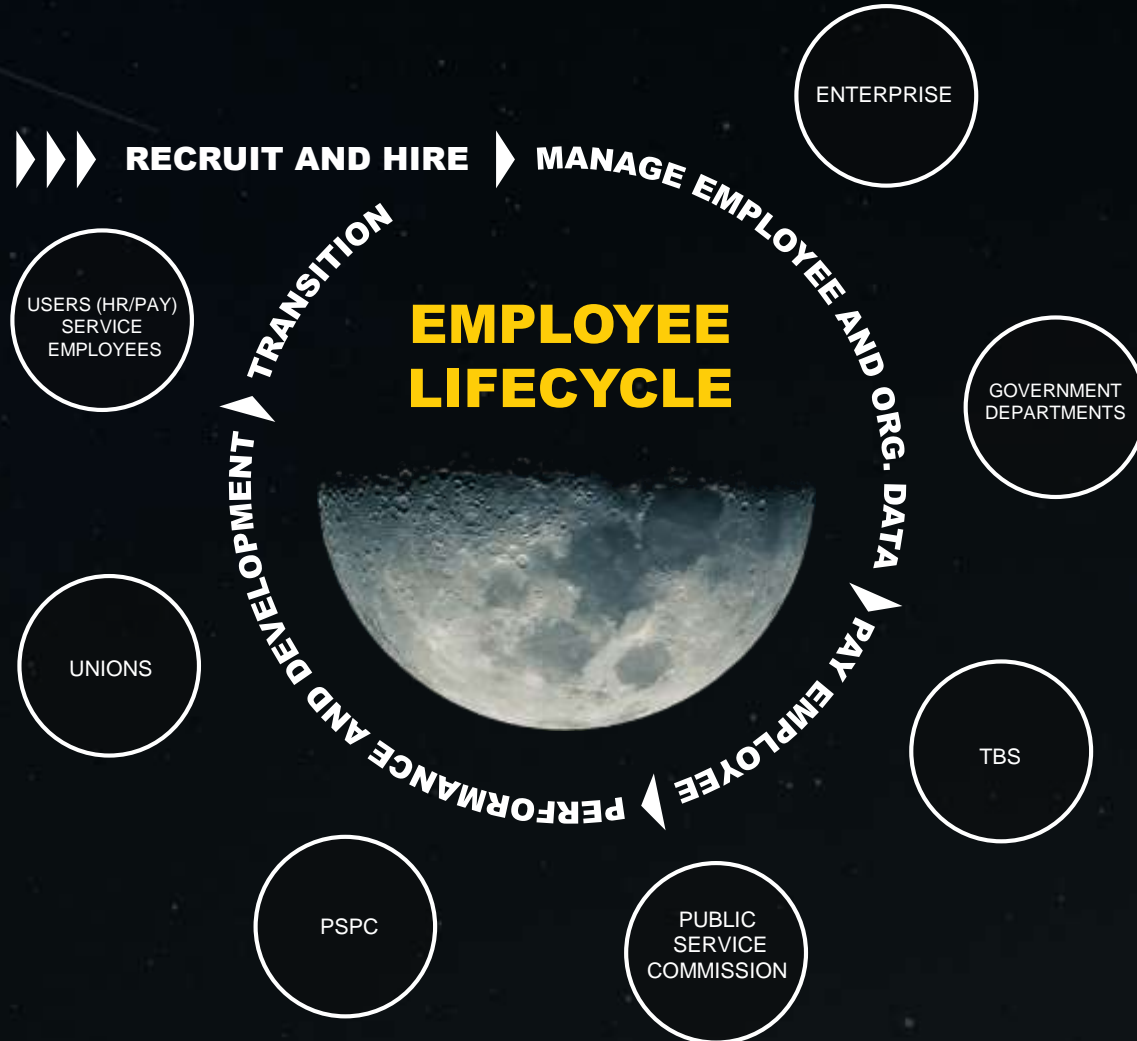 ENTERPRISE
RECRUIT AND HIRE
MANAGE EMPLOYEE AND ORG. DATA
PAY EMPLOYEE
PERFORMANCE AND DEVELOPMENT
TRANSITION
EMPLOYEE
LIFECYCLE
USERS (HR/PAY)
SERVICE
EMPLOYEES
GOVERNMENT
DEPARTMENTS
UNIONS
TBS
PSPC
PUBLIC
SERVICE
COMMISSION